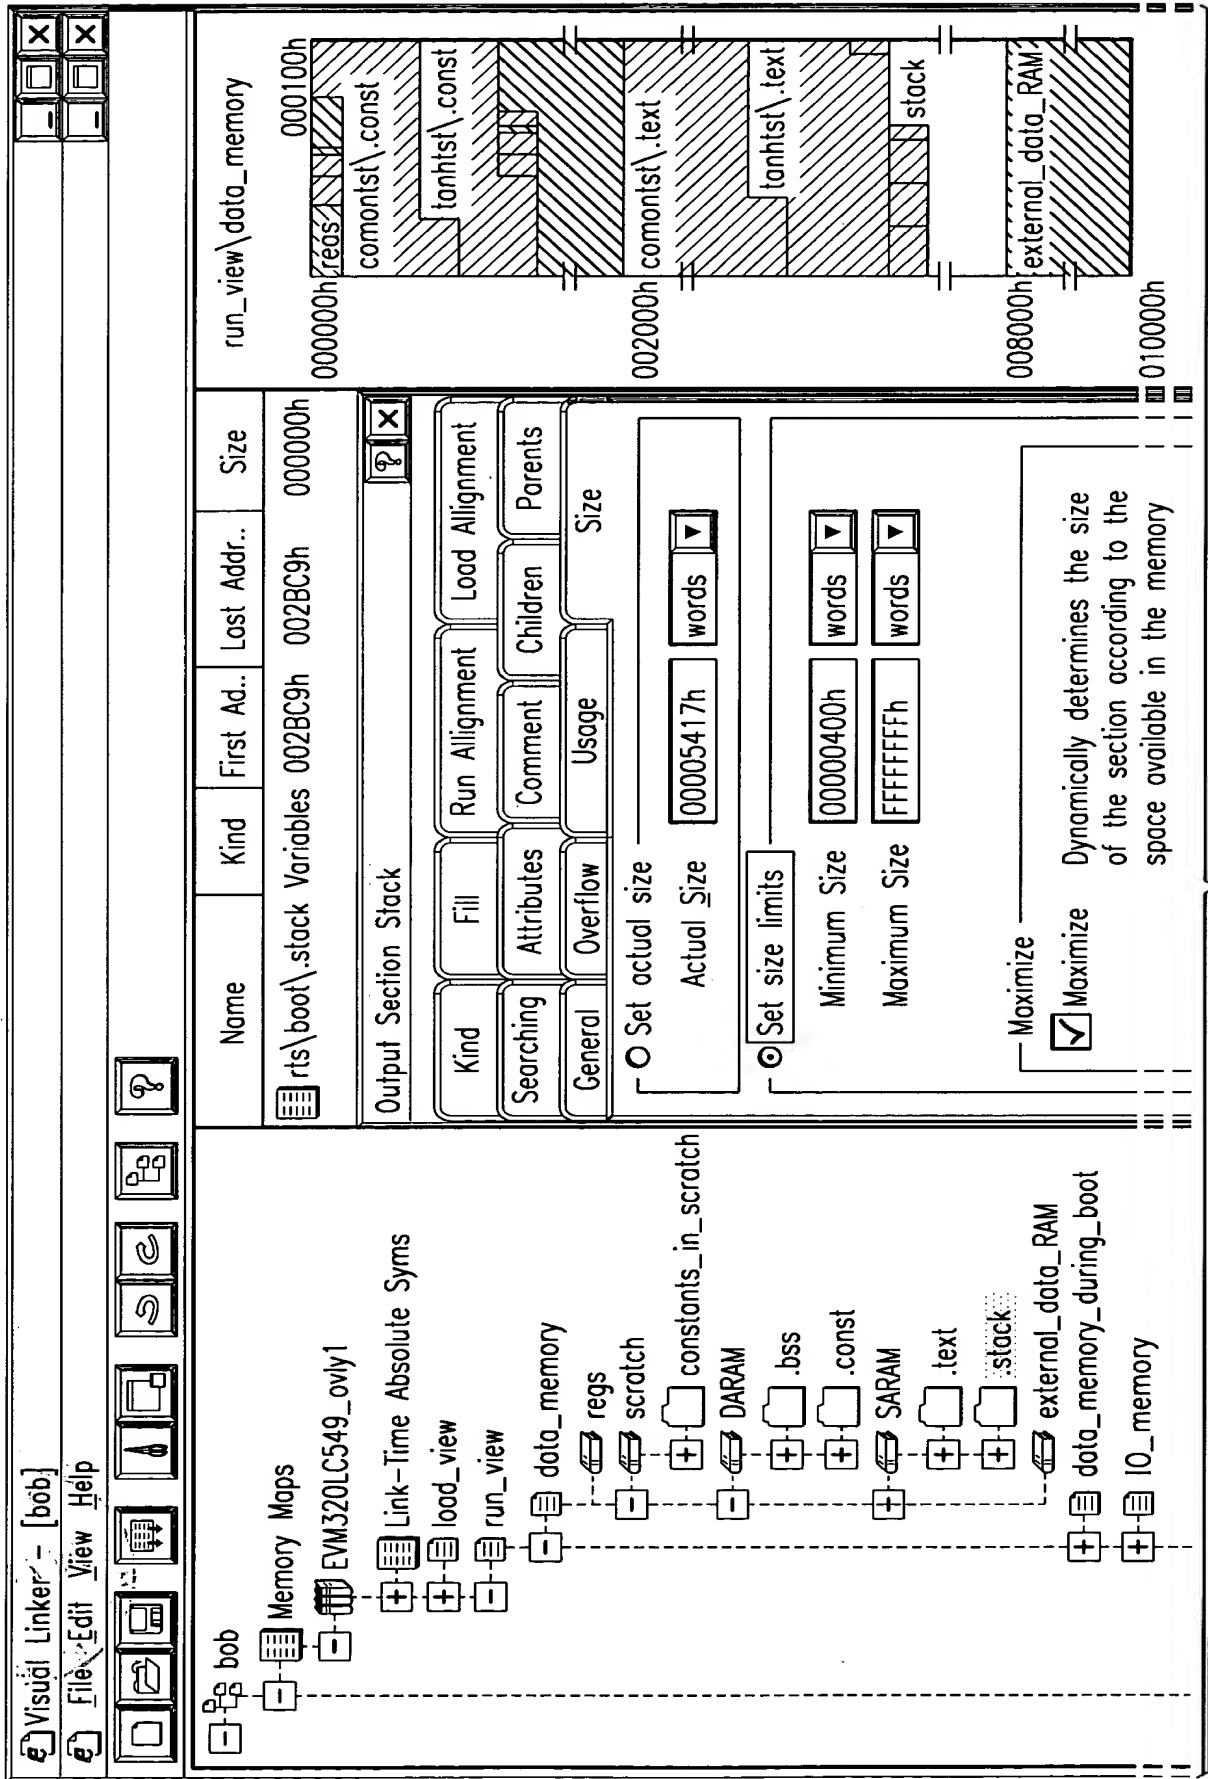 Visual Linker - [bob]
File Edit View Help
bob
Memory Maps
EVM320LC549_ovly1
Link-Time Absolute Syms
load_view
run_view
data_memory
regs
scratch
constants_in_scratch
DARAM
.bss
.const
SARAM
.text
.stack
external_data_RAM
data_memory_during_boot
IO_memory
Name Kind First Ad.. Last Addr.. Size
rts\boot\.stack Variables 002BC9h 002BC9h 000000h
Output Section Stack
Kind Fill Run Allignment Load Allignment
Searching Attributes Comment Children Parents
General Overflow Usage Size
Set actual size
Actual Size 00005417h words
Set size limits
Minimum Size 00000400h words
Maximum Size FFFFFFFFh words
Maximize
Maximize Dynamically determines the size
of the section according to the
space available in the memory
run_view\data_memory
000000h creas 000100h
comontst\.const
tanhtst\.const
002000h comontst\.text
tanhtst\.text
stack
008000h external_data_RAM
010000h